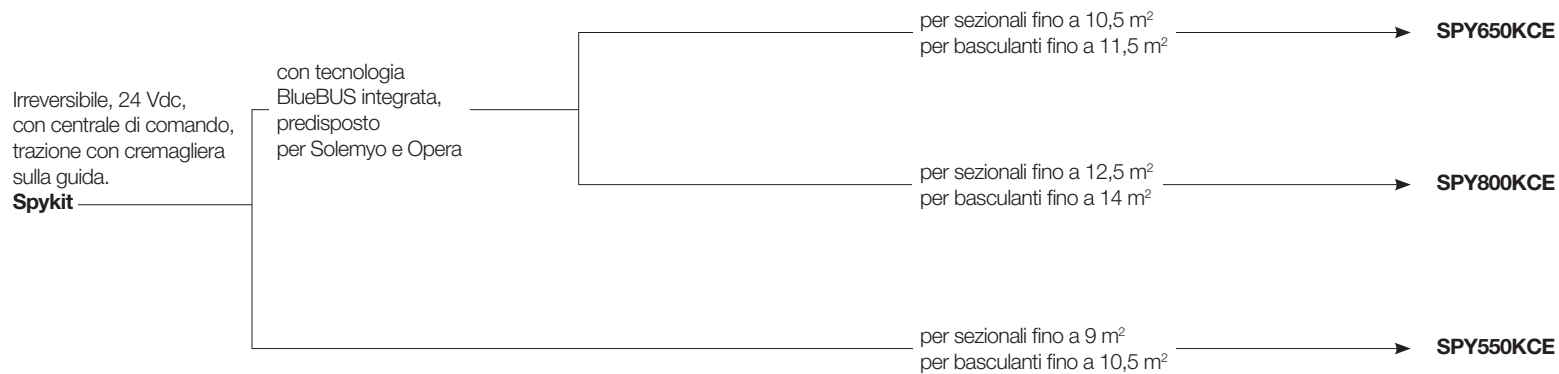 Irreversibile, 24 Vdc,
con centrale di comando,
trazione con cremagliera
sulla guida.
Spykit
con tecnologia
BlueBUS integrata,
predisposto
per Solemyo e Opera
per sezionali fino a 10,5 m²
per basculanti fino a 11,5 m²
SPY650KCE
per sezionali fino a 12,5 m²
per basculanti fino a 14 m²
SPY800KCE
per sezionali fino a 9 m²
per basculanti fino a 10,5 m²
SPY550KCE